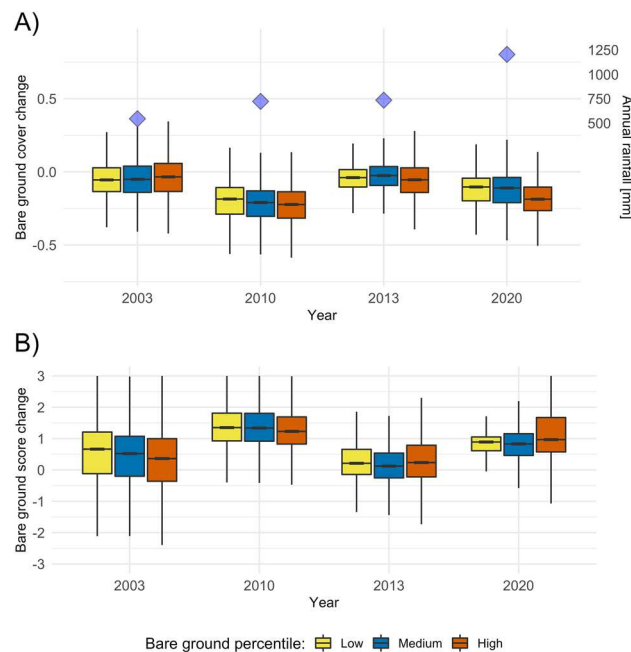 A)
Bare ground cover change
0.5
0.0
-0.5
1250
1000
750
500
Annual rainfall [mm]
2003 2010 2013 2020
Year
B)
Bare ground score change
3
2
1
0
-1
-2
-3
2003 2010 2013 2020
Year
Bare ground percentile: Low Medium High